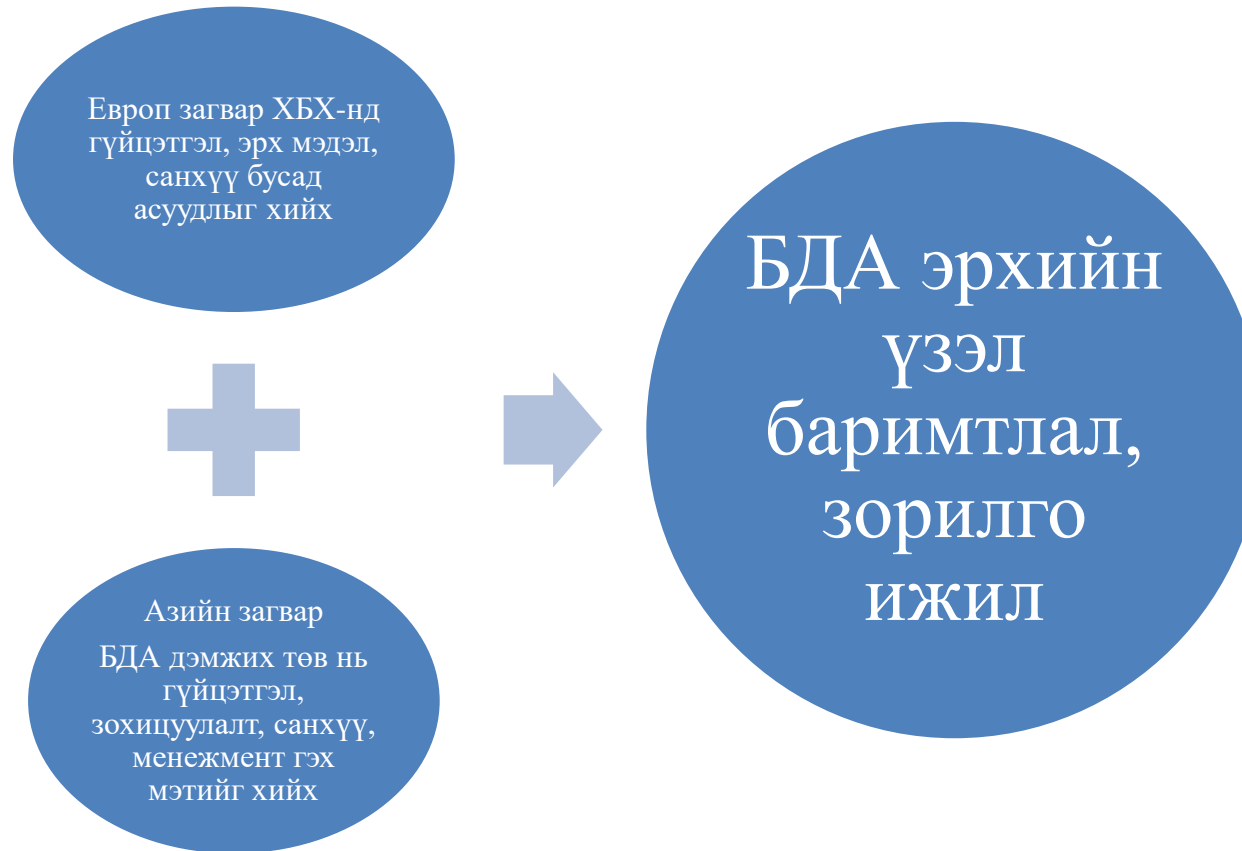 Европ загвар ХБХ-нд
гүйцэтгэл, эрх мэдэл,
санхүү бусад
асуудлыг хийх
Азийн загвар
БДА дэмжих төв нь
гүйцэтгэл,
зохицуулалт, санхүү,
менежмент гэх
мэтийг хийх
БДА эрхийн
үзэл
баримтлал,
зорилго
ижил